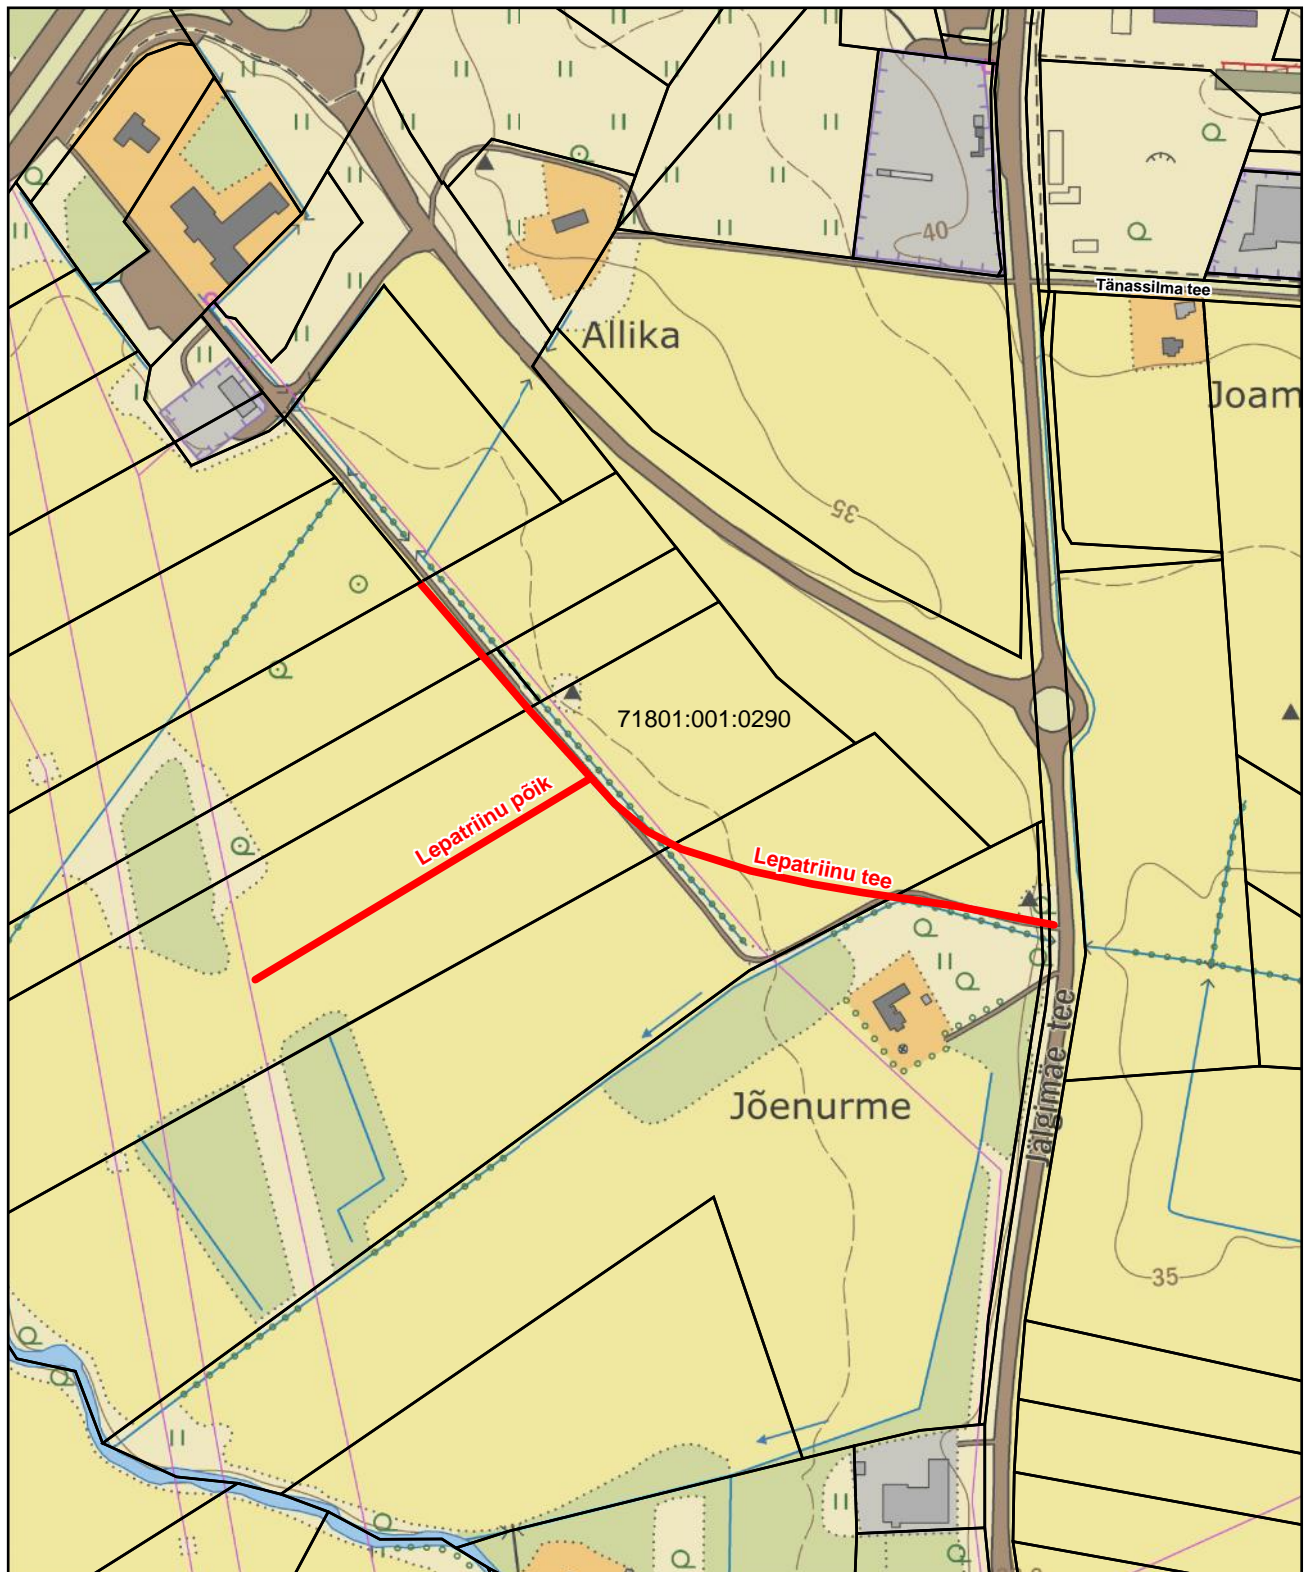 40
Tänassilma tee
Allika
Joam
35
71801:001:0290
Lepatriinu põik
Lepatriinu tee
Jõenurme
Jälgimäe tee
35